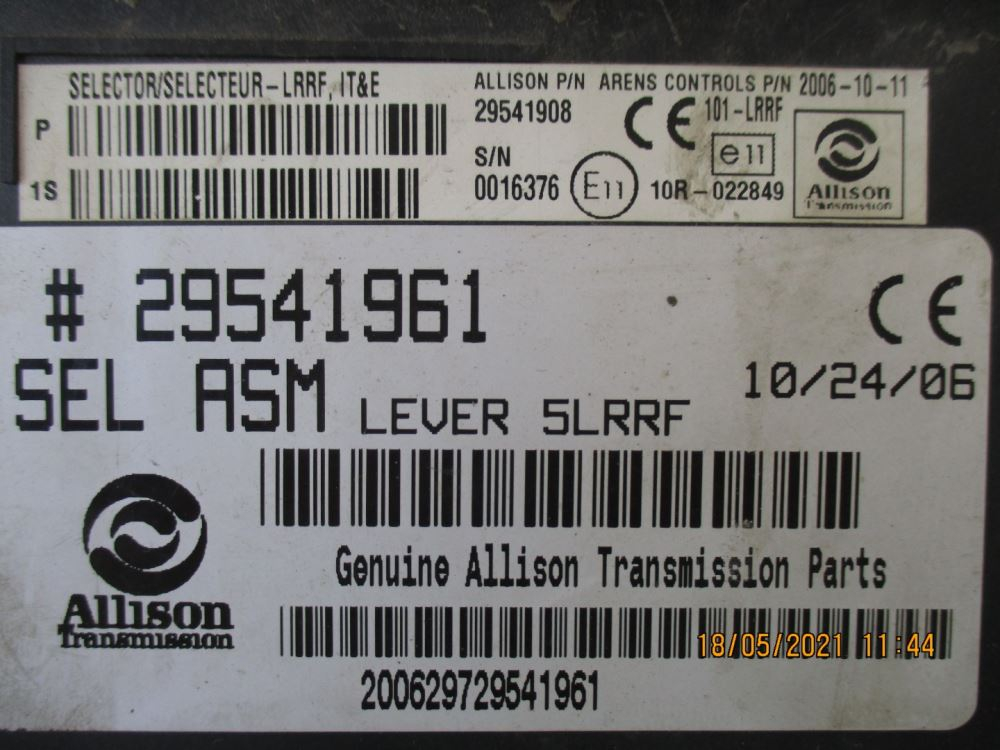 SELECTOR/SELECTEUR-LRRF, IT&E
P
1S
ALLISON P/N ARENS CONTROLS P/N 2006-10-11
29541908 CE 101-LRRF
e11
S/N
0016376 E11 10R-022849
Allison
Transmission
# 29541961 CE
SEL ASM LEVER 5LRRF 10/24/06
Genuine Allison Transmission Parts
Allison
Transmission
18/05/2021 11:44
200629729541961